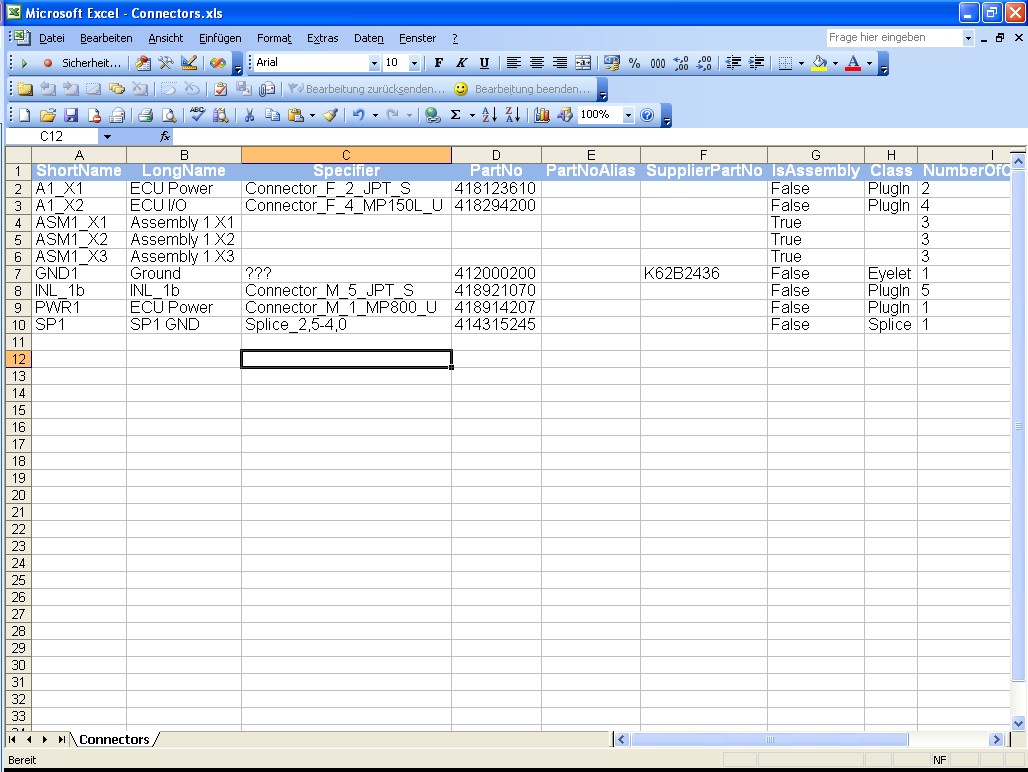 Microsoft Excel - Connectors.xls
Datei Bearbeiten Ansicht Einfügen Format Extras Daten Fenster ? Frage hier eingeben
Sicherheit... Arial 10 F K U % 000
Bearbeitung zurücksenden... Bearbeitung beenden...
Σ 100%
C12 fx
A B C D E F G H I
1 ShortName LongName Specifier PartNo PartNoAlias SupplierPartNo IsAssembly Class NumberOfC
2 A1_X1 ECU Power Connector_F_2_JPT_S 418123610 False PlugIn 2
3 A1_X2 ECU I/O Connector_F_4_MP150L_U 418294200 False PlugIn 4
4 ASM1_X1 Assembly 1 X1 True 3
5 ASM1_X2 Assembly 1 X2 True 3
6 ASM1_X3 Assembly 1 X3 True 3
7 GND1 Ground ??? 412000200 K62B2436 False Eyelet 1
8 INL_1b INL_1b Connector_M_5_JPT_S 418921070 False PlugIn 5
9 PWR1 ECU Power Connector_M_1_MP800_U 418914207 False PlugIn 1
10 SP1 SP1 GND Splice_2,5-4,0 414315245 False Splice 1
11
12
13
14
15
16
17
18
19
20
21
22
23
24
25
26
27
28
29
30
31
32
33
Connectors
Bereit NF